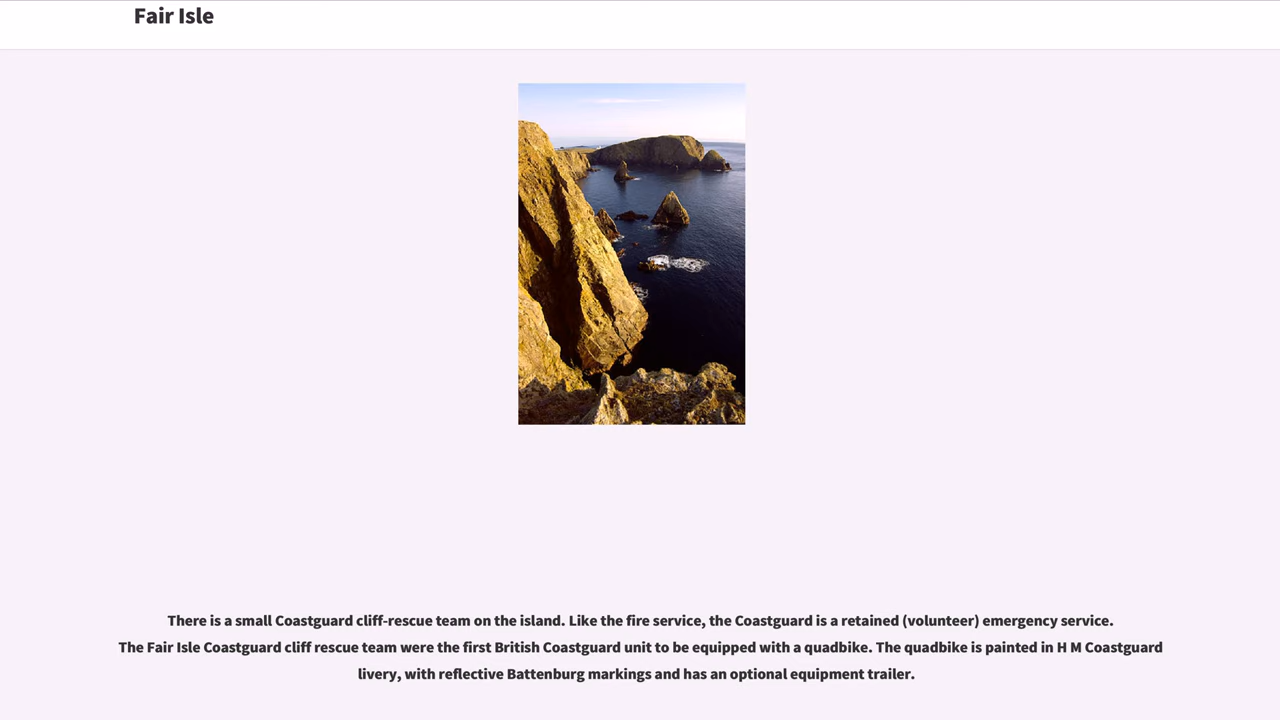 Fair Isle
There is a small Coastguard cliff-rescue team on the island. Like the fire service, the Coastguard is a retained (volunteer) emergency service.
The Fair Isle Coastguard cliff rescue team were the first British Coastguard unit to be equipped with a quadbike. The quadbike is painted in H M Coastguard
livery, with reflective Battenburg markings and has an optional equipment trailer.